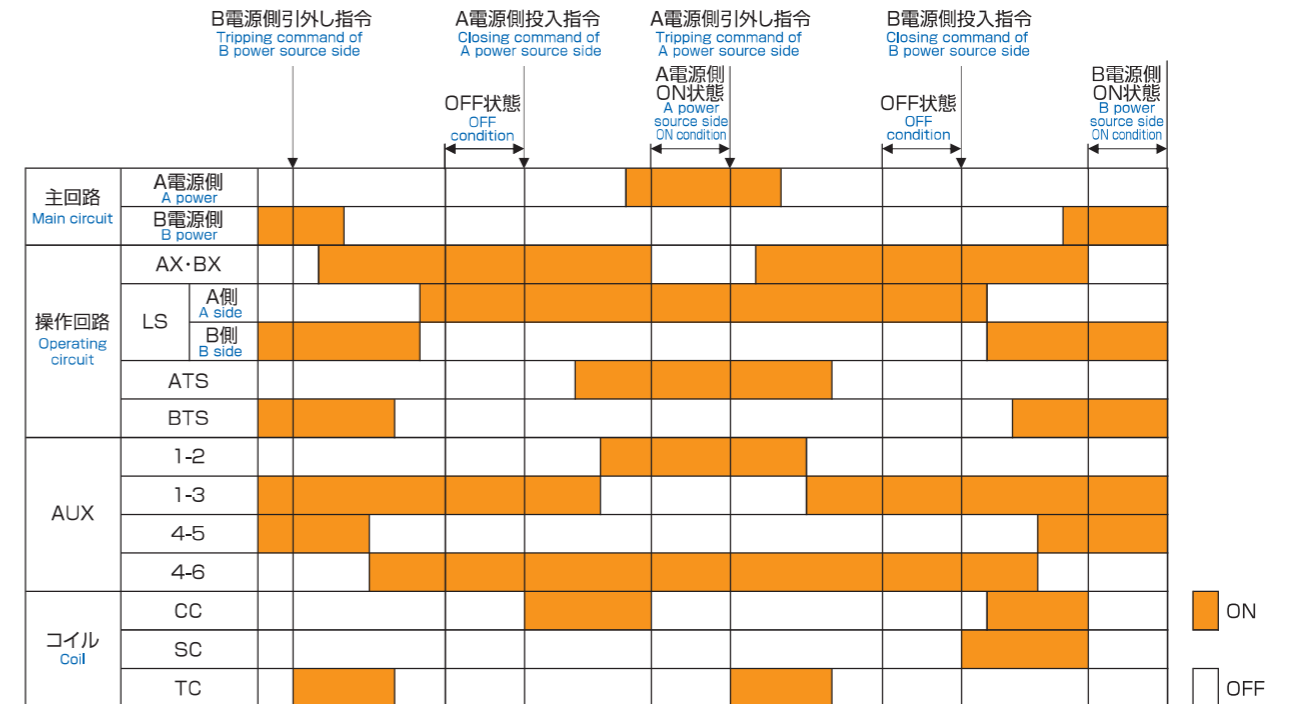 B電源側引外し指令
Tripping command of
B power source side
A電源側投入指令
Closing command of
A power source side
A電源側引外し指令
Tripping command of
A power source side
B電源側投入指令
Closing command of
B power source side
OFF状態
OFF
condition
A電源側
ON状態
A power
source side
ON condition
OFF状態
OFF
condition
B電源側
ON状態
B power
source side
ON condition
主回路
Main circuit
A電源側
A power
B電源側
B power
操作回路
Operating
circuit
AX・BX
LS
A側
A side
B側
B side
ATS
BTS
AUX
1-2
1-3
4-5
4-6
コイル
Coil
CC
SC
TC
ON
OFF